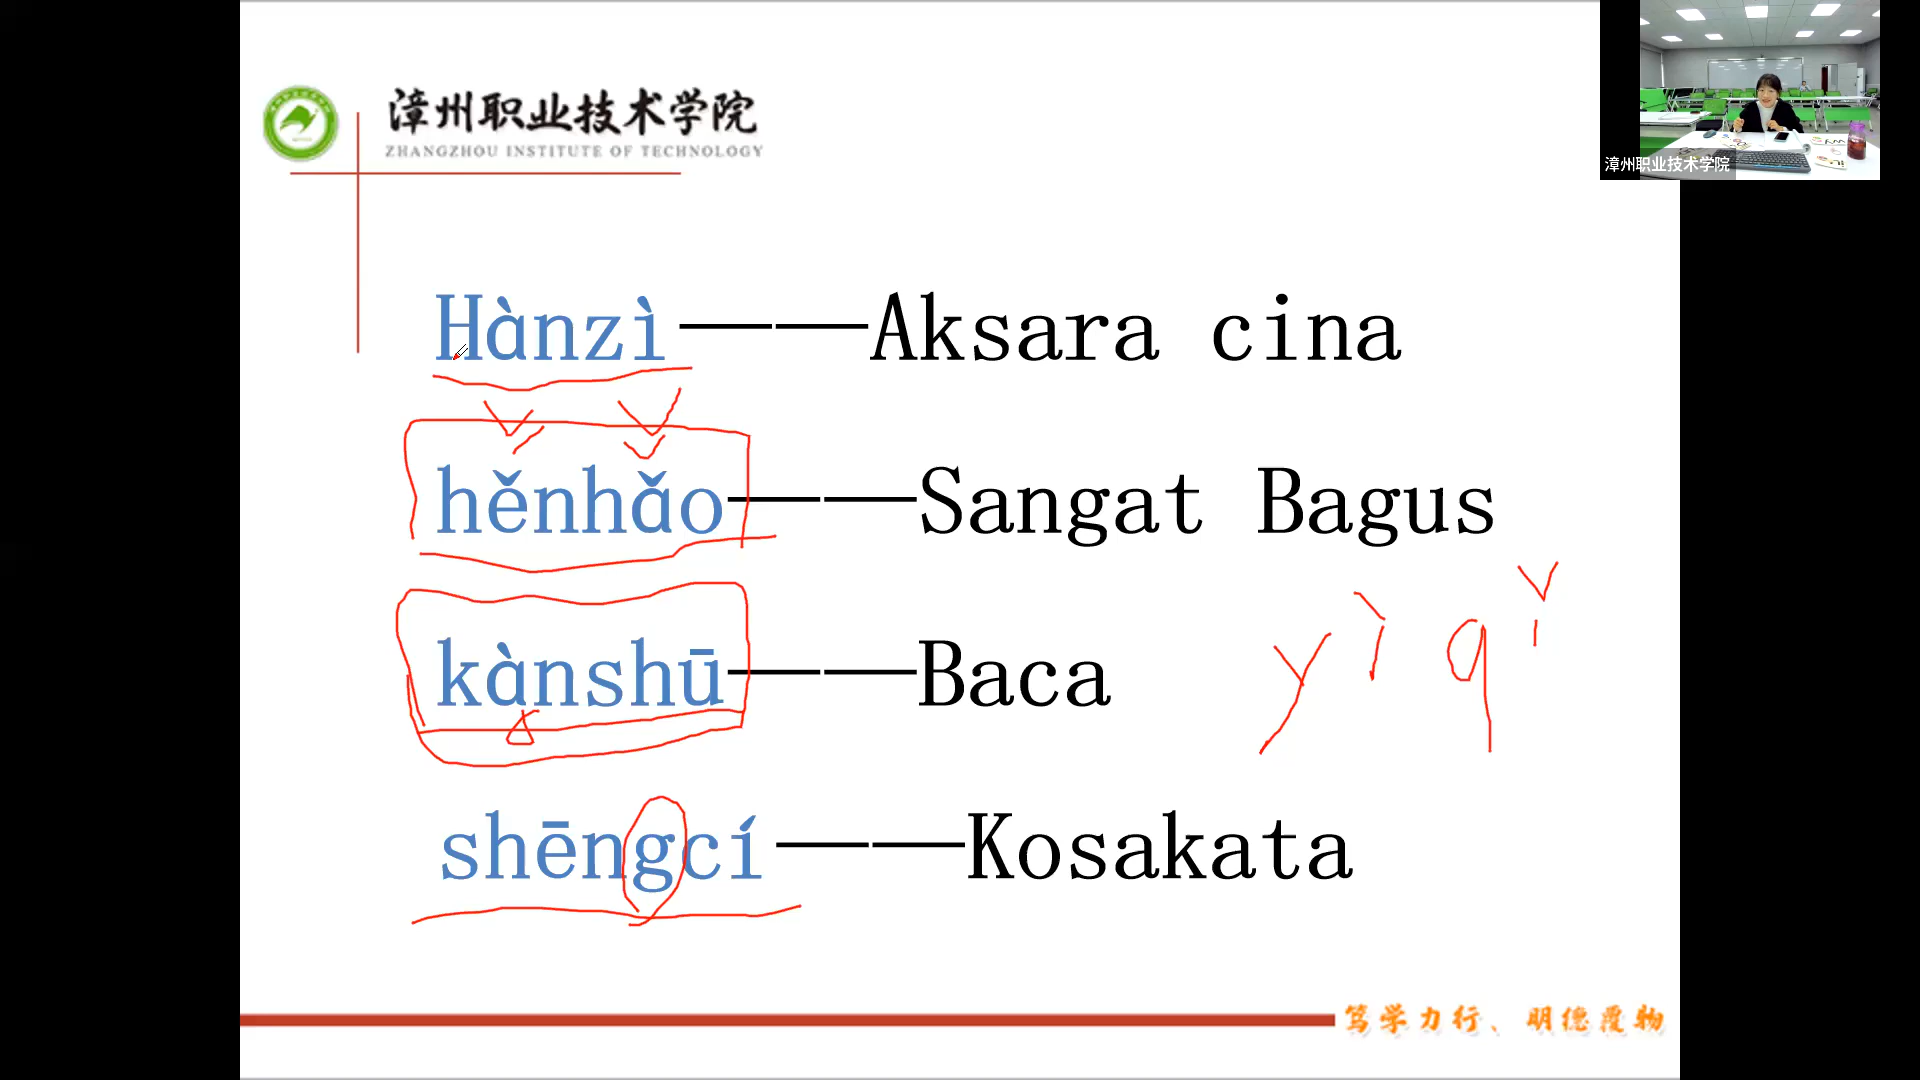 漳州职业技术学院
ZHANGZHOU INSTITUTE OF TECHNOLOGY
漳州职业技术学院
Hànzì——Aksara cina
hěnhǎo——Sangat Bagus
kànshū——Baca
yì qǐ
shēngcí——Kosakata
笃学力行、明德覆物